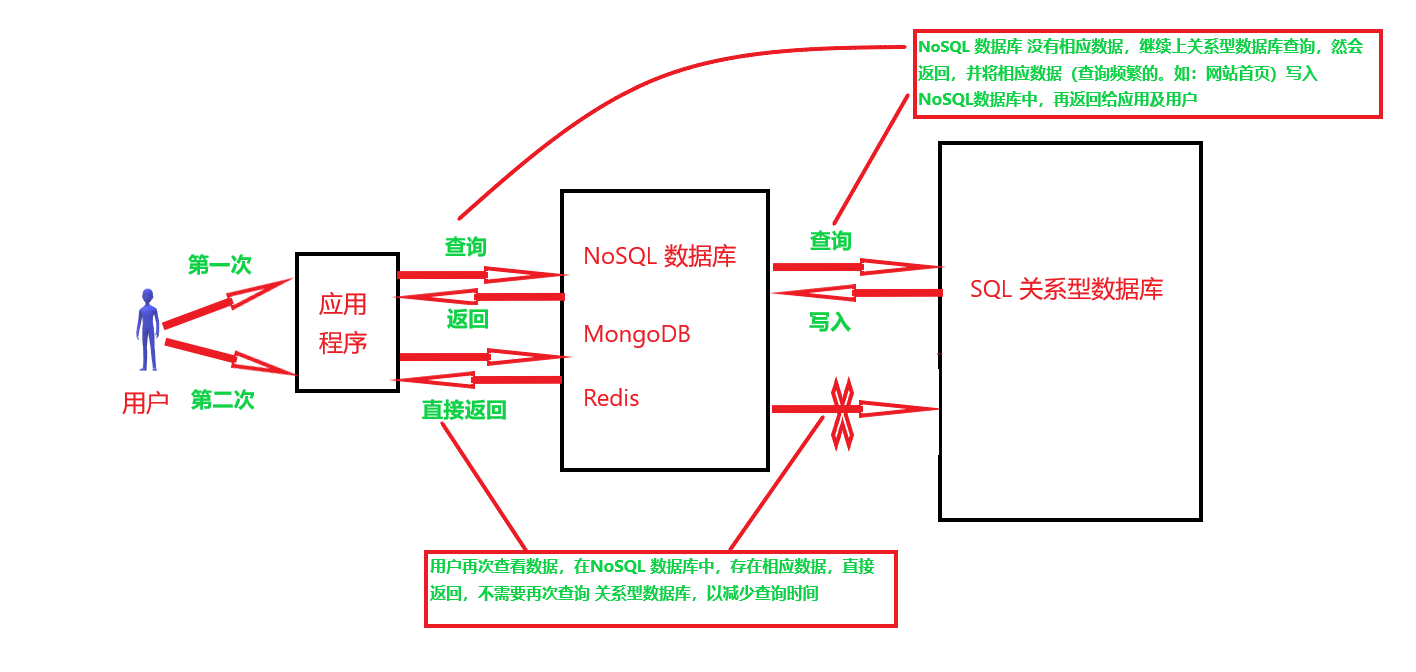 NoSQL 数据库 没有相应数据，继续上关系型数据库查询，然会
返回，并将相应数据（查询频繁的。如：网站首页）写入
NoSQL数据库中，再返回给应用及用户
查询
查询
第一次
NoSQL 数据库
SQL 关系型数据库
应用
程序
返回
写入
MongoDB
用户
第二次
Redis
直接返回
用户再次查看数据，在NoSQL 数据库中，存在相应数据，直接
返回，不需要再次查询 关系型数据库，以减少查询时间